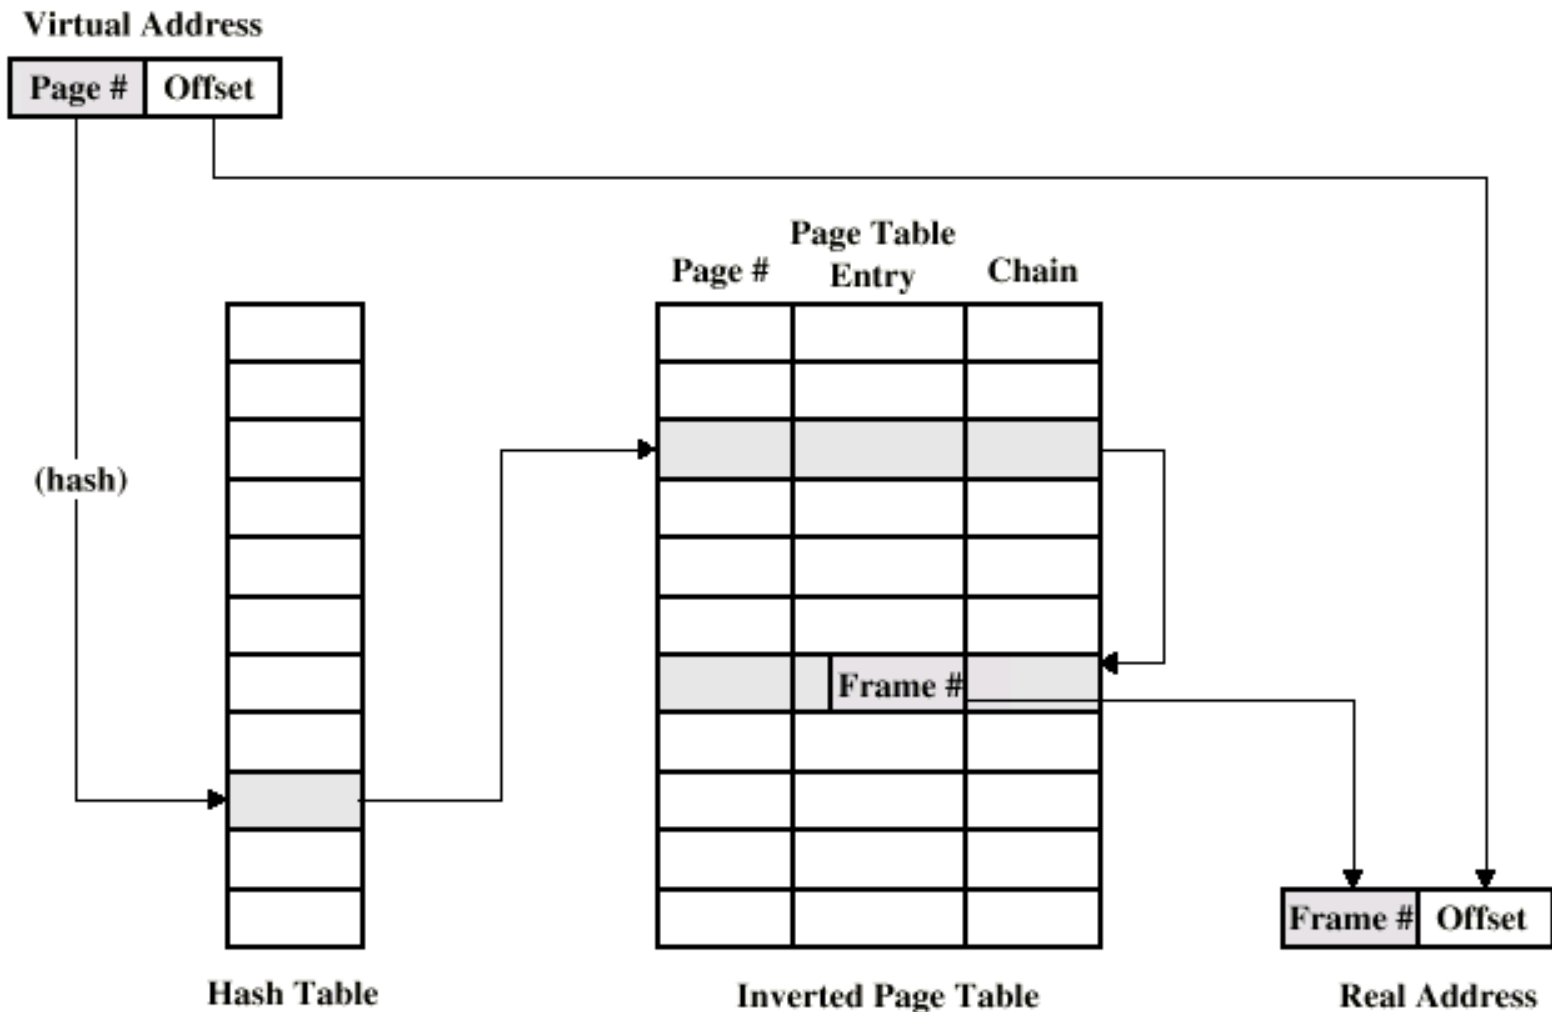 Virtual Address
Page # Offset
Page Table
Page # Entry Chain
(hash)
Frame #
Frame # Offset
Hash Table Inverted Page Table Real Address